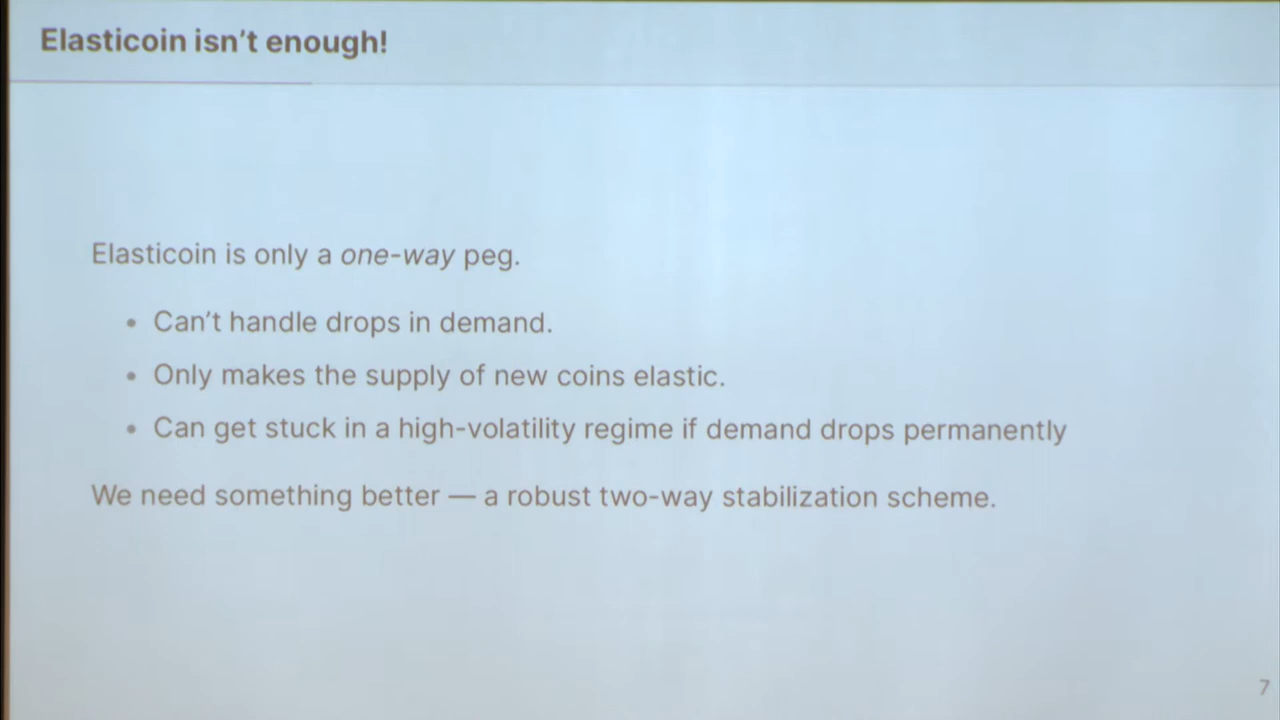 Elasticoin isn't enough!
Elasticoin is only a one-way peg.
• Can't handle drops in demand.
• Only makes the supply of new coins elastic.
• Can get stuck in a high-volatility regime if demand drops permanently
We need something better — a robust two-way stabilization scheme.
7